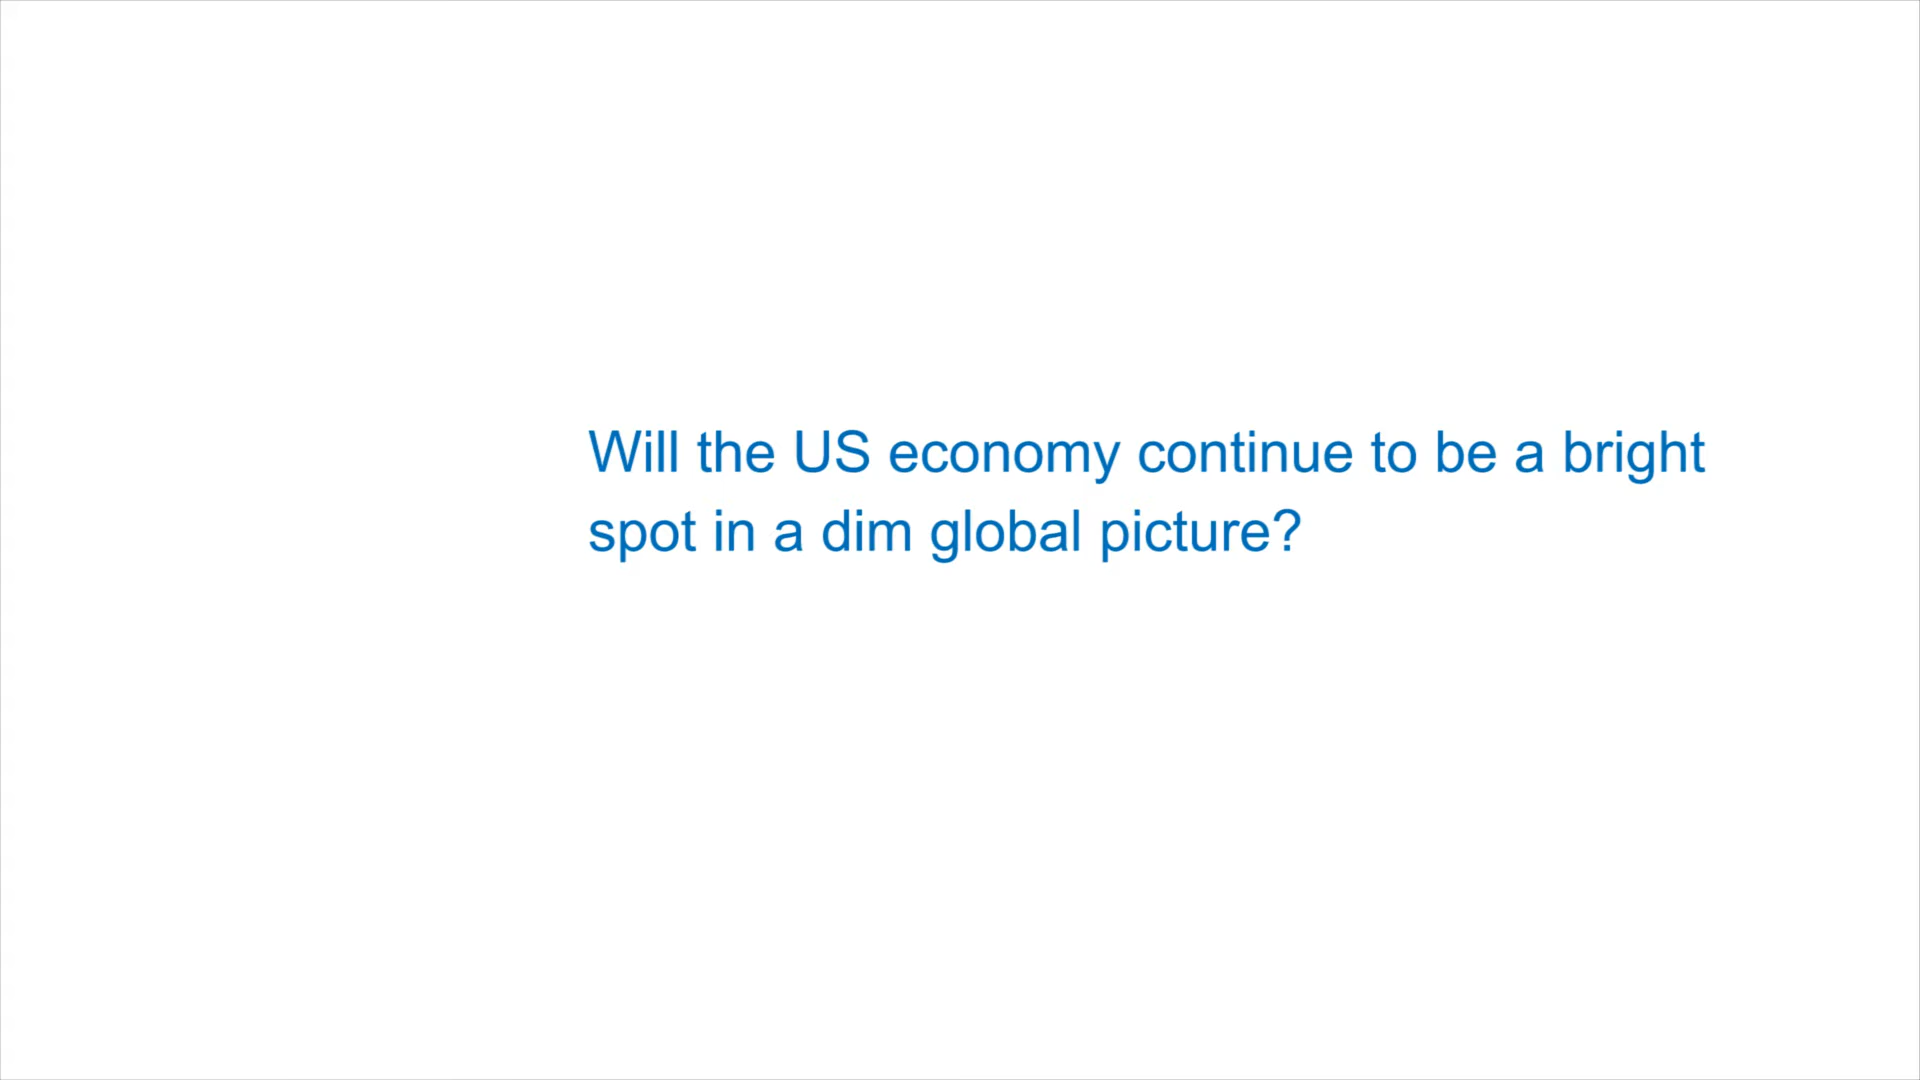 Will the US economy continue to be a bright
spot in a dim global picture?